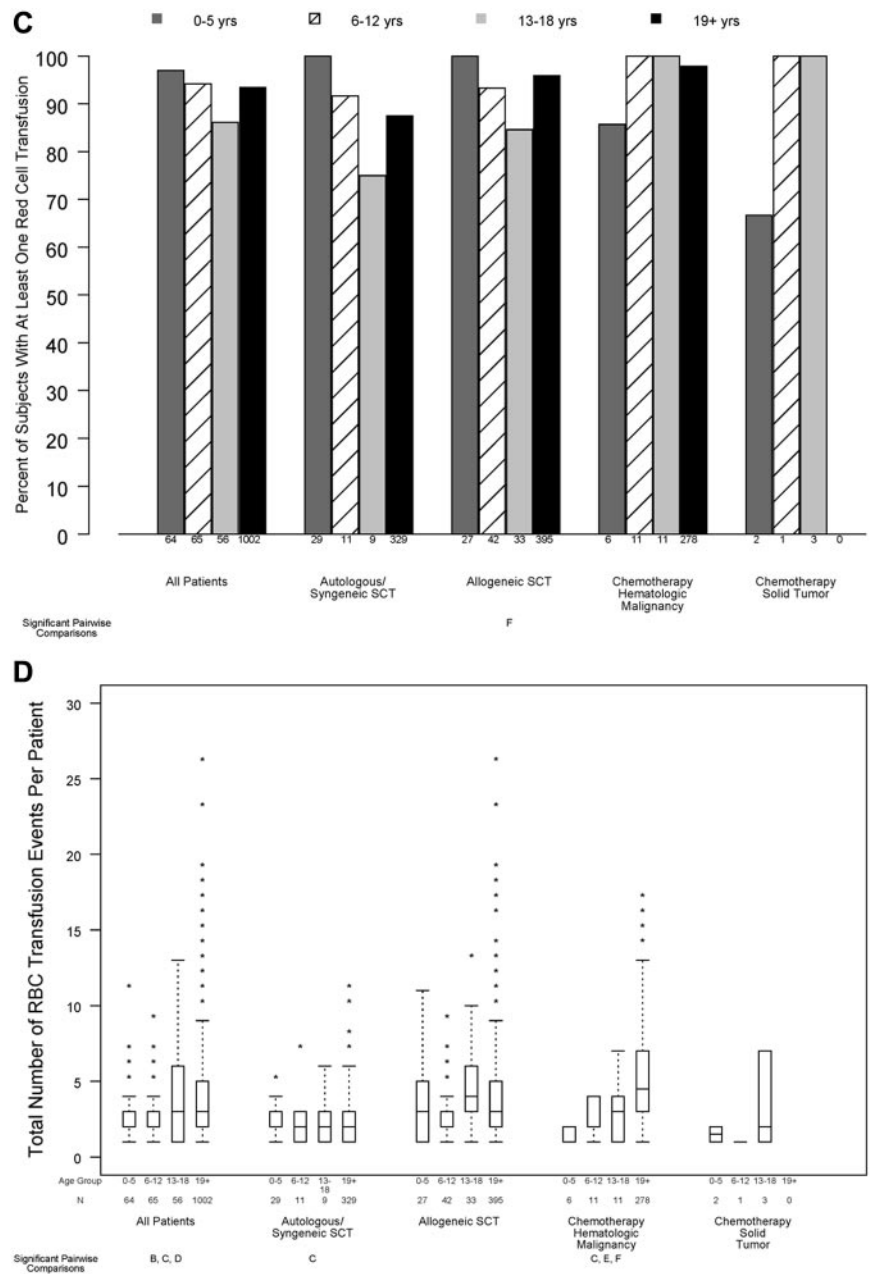 C
0-5 yrs 6-12 yrs 13-18 yrs 19+ yrs
Percent of Subjects With At Least One Red Cell Transfusion
100
90
80
70
60
50
40
30
20
10
0
64 65 56 1002 29 11 9 329 27 42 33 395 6 11 11 278 2 1 3 0
All Patients Autologous/ Allogeneic SCT Chemotherapy Chemotherapy
Syngeneic SCT Hematologic Solid Tumor
Malignancy
Significant Pairwise F
Comparisons
D
Total Number of RBC Transfusion Events Per Patient
30
25
20
15
10
5
0
Age Group 0-5 6-12 13-18 19+ 0-5 6-12 13- 19+ 0-5 6-12 13-18 19+ 0-5 6-12 13-18 19+ 0-5 6-12 13-18 19+
18
N 64 65 56 1002 29 11 9 329 27 42 33 395 6 11 11 278 2 1 3 0
All Patients Autologous/ Allogeneic SCT Chemotherapy Chemotherapy
Syngeneic SCT Hematologic Solid
Malignancy Tumor
Significant Pairwise B, C, D C C, E, F
Comparisons